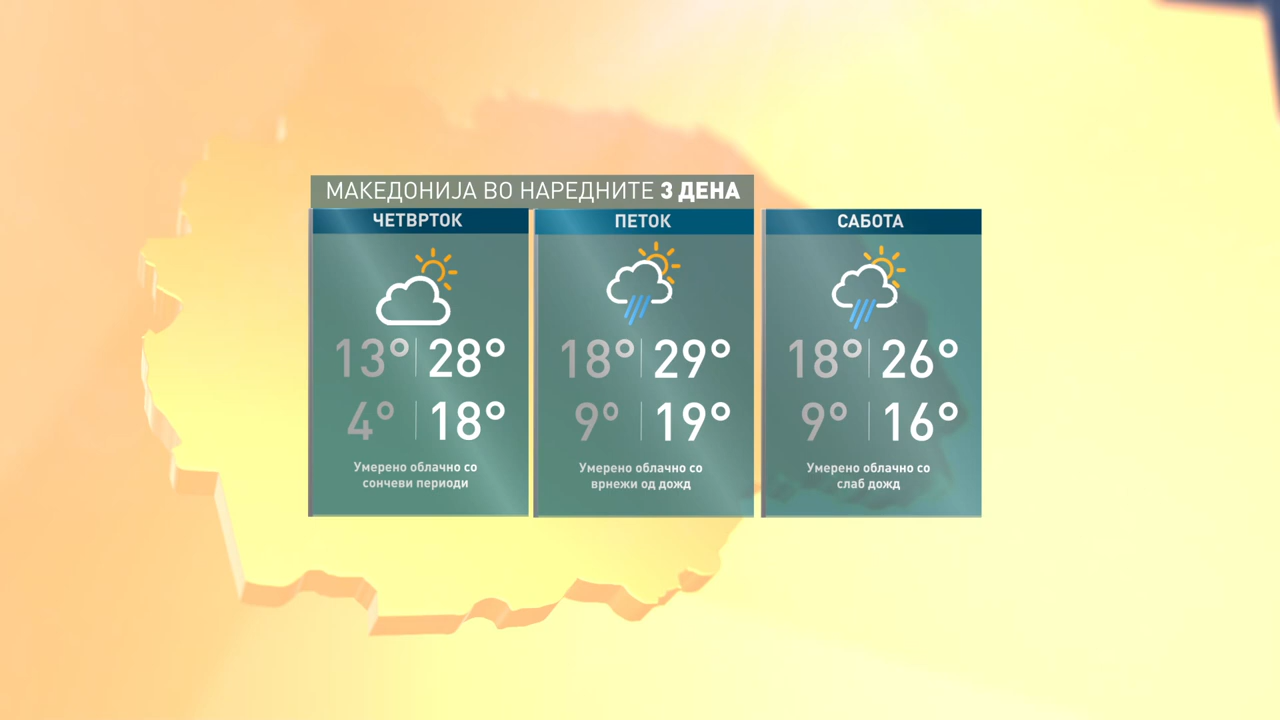 МАКЕДОНИЈА ВО НАРЕДНИТЕ 3 ДЕНА
ЧЕТВРТОК
13° 28°
4° 18°
Умерено облачно со
сончеви периоди
ПЕТОК
18° 29°
9° 19°
Умерено облачно со
врнежи од дожд
САБОТА
18° 26°
9° 16°
Умерено облачно со
слаб дожд